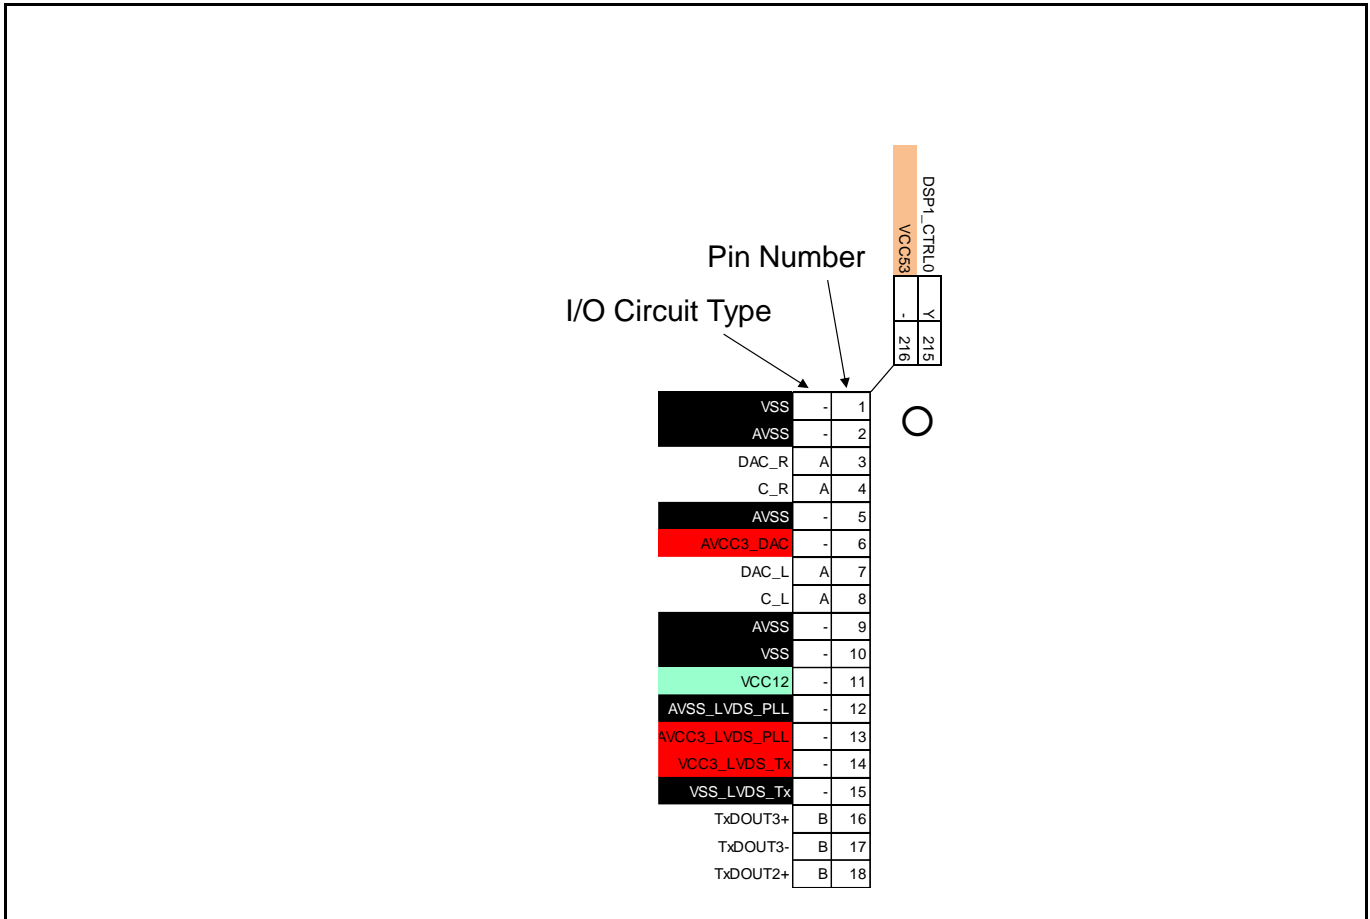 DSP1_CTRL0 Y 215
VCC53 - 216
Pin Number
I/O Circuit Type
VSS - 1
AVSS - 2
DAC_R A 3
C_R A 4
AVSS - 5
AVCC3_DAC - 6
DAC_L A 7
C_L A 8
AVSS - 9
VSS - 10
VCC12 - 11
AVSS_LVDS_PLL - 12
AVCC3_LVDS_PLL - 13
VCC3_LVDS_Tx - 14
VSS_LVDS_Tx - 15
TxDOUT3+ B 16
TxDOUT3- B 17
TxDOUT2+ B 18